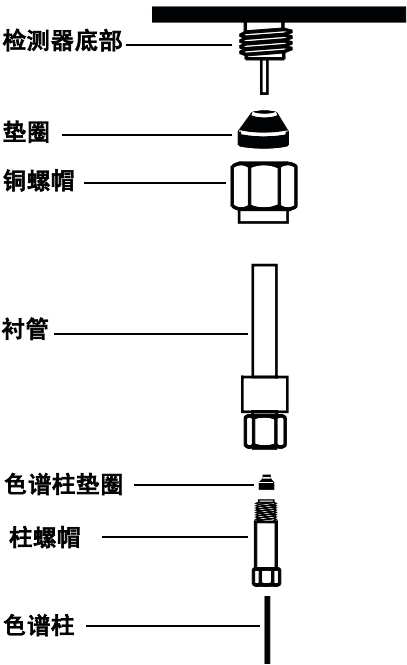 检测器底部
垫圈
铜螺帽
衬管
色谱柱垫圈
柱螺帽
色谱柱